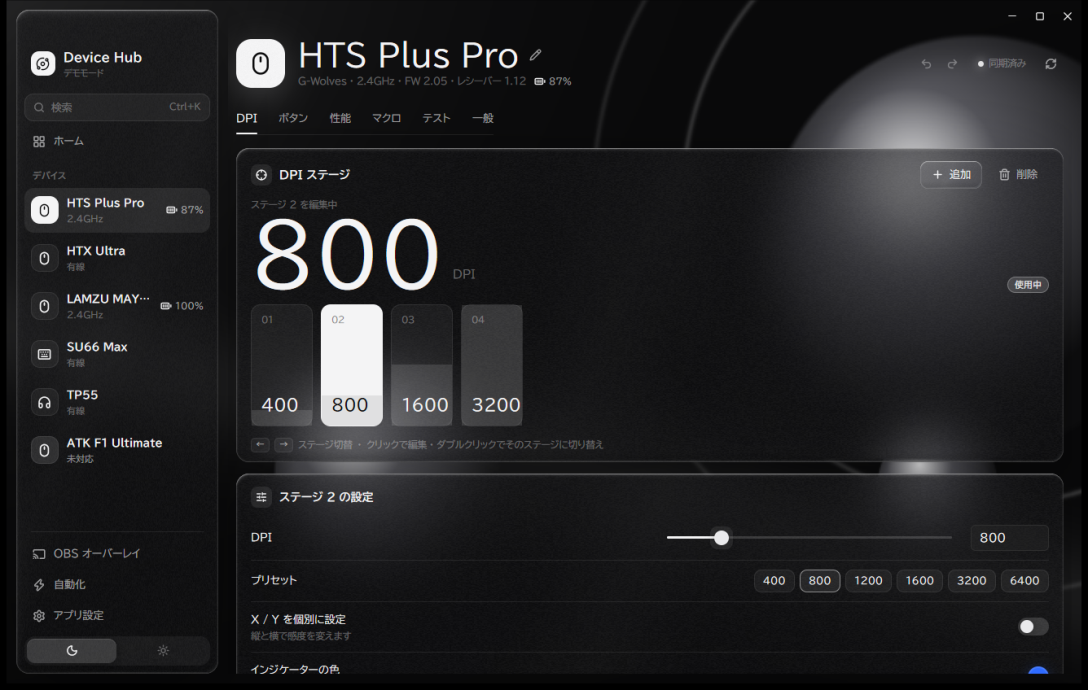 Device Hub
デモモード
検索 Ctrl+K
ホーム
デバイス
HTS Plus Pro 87%
2.4GHz
HTX Ultra
有線
LAMZU MAY… 100%
2.4GHz
SU66 Max
有線
TP55
有線
ATK F1 Ultimate
未対応
OBS オーバーレイ
自動化
アプリ設定
HTS Plus Pro
G-Wolves・2.4GHz・FW 2.05・レシーバー 1.12 87%
同期済み
DPI ボタン 性能 マクロ テスト 一般
DPI ステージ
+ 追加 削除
ステージ 2 を編集中
800 DPI
使用中
01 02 03 04
400 800 1600 3200
← → ステージ切替 ・ クリックで編集・ダブルクリックでそのステージに切り替え
ステージ 2 の設定
DPI 800
プリセット 400 800 1200 1600 3200 6400
X / Y を個別に設定
縦と横で感度を変えます
インジケーターの色